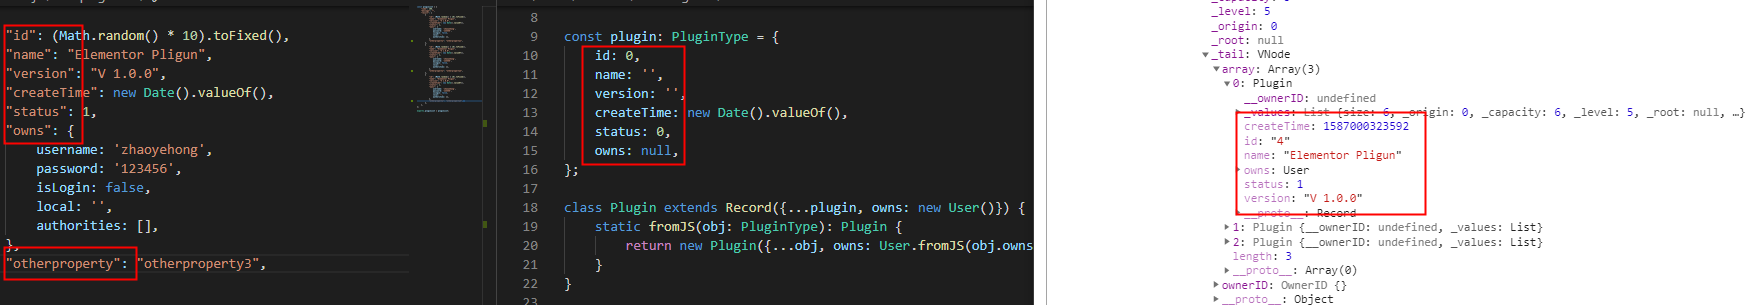 "id": (Math.random() * 10).toFixed(),
"name": "Elementor Pligun",
"version": "V 1.0.0",
"createTime": new Date().valueOf(),
"status": 1,
"owns": {
username: 'zhaoyehong',
password: '123456',
isLogin: false,
local: '',
authorities: [],
},
"otherproperty": "otherproperty3",
8
9 const plugin: PluginType = {
10 id: 0,
11 name: '',
12 version: '',
13 createTime: new Date().valueOf(),
14 status: 0,
15 owns: null,
16 };
17
18 class Plugin extends Record({...plugin, owns: new User()}) {
19 static fromJS(obj: PluginType): Plugin {
20 return new Plugin({...obj, owns: User.fromJS(obj.owns
21 }
22 }
23
_level: 5
_origin: 0
_root: null
_tail: VNode
array: Array(3)
0: Plugin
__ownerID: undefined
_values: List {size: 6, _origin: 0, _capacity: 6, _level: 5, _root: null, …}
createTime: 1587000323592
id: "4"
name: "Elementor Pligun"
owns: User
status: 1
version: "V 1.0.0"
__proto__: Record
1: Plugin {__ownerID: undefined, _values: List}
2: Plugin {__ownerID: undefined, _values: List}
length: 3
__proto__: Array(0)
ownerID: OwnerID {}
__proto__: Object